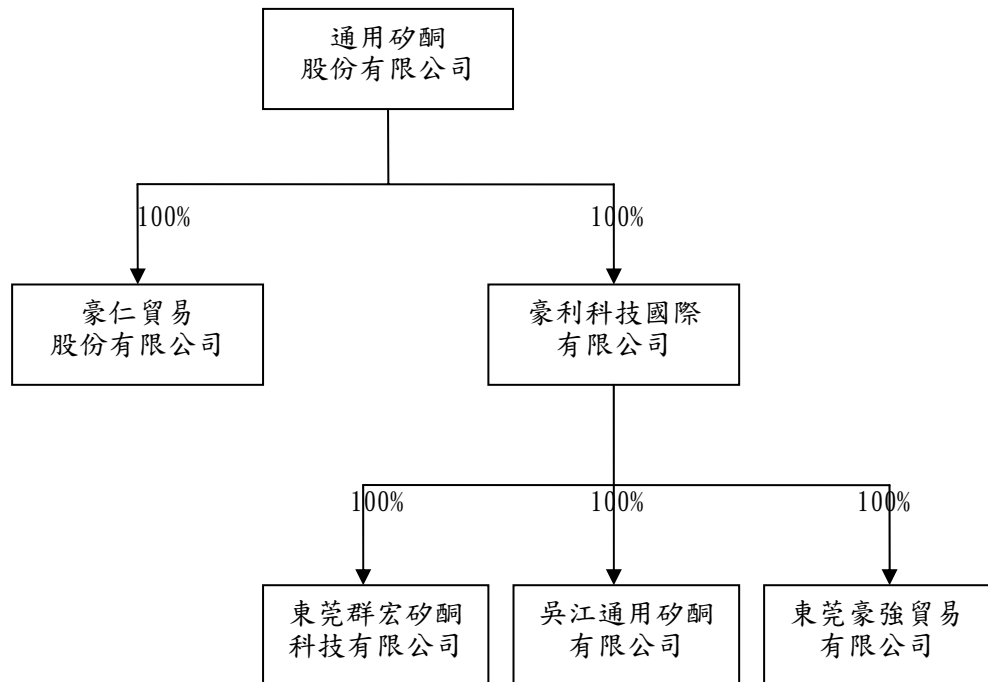 通用矽酮
股份有限公司
100%
100%
豪仁貿易
股份有限公司
豪利科技國際
有限公司
100%
100%
100%
東莞群宏矽酮
科技有限公司
吳江通用矽酮
有限公司
東莞豪強貿易
有限公司